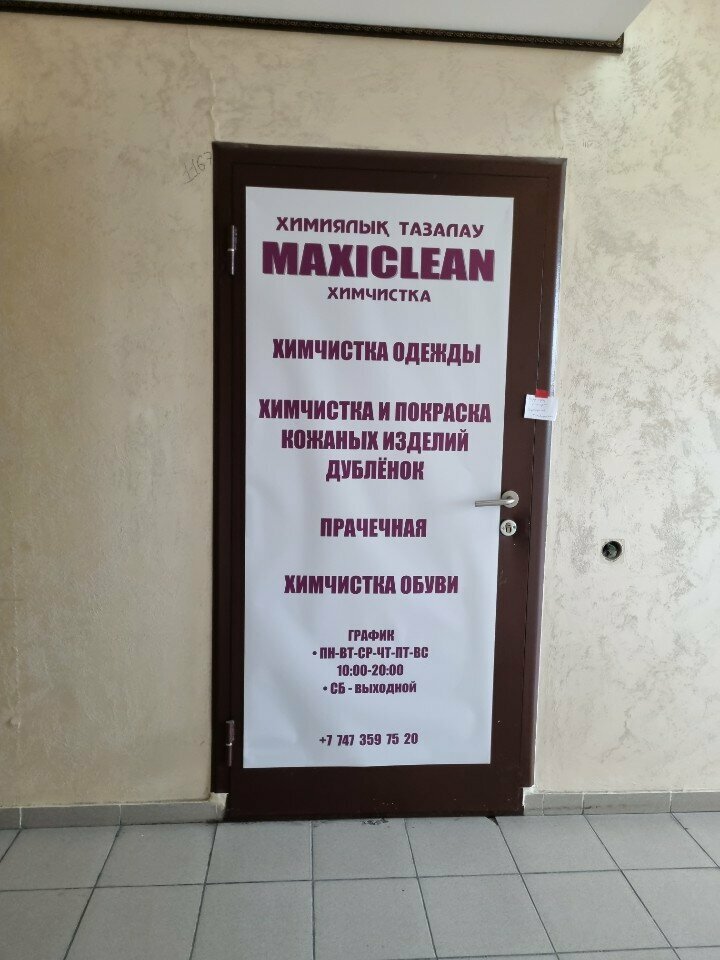 1167
ХИМИЯЛЫҚ ТАЗАЛАУ
MAXICLEAN
ХИМЧИСТКА
ХИМЧИСТКА ОДЕЖДЫ
ХИМЧИСТКА И ПОКРАСКА
КОЖАНЫХ ИЗДЕЛИЙ
ДУБЛЁНОК
ПРАЧЕЧНАЯ
ХИМЧИСТКА ОБУВИ
ГРАФИК
• ПН-ВТ-СР-ЧТ-ПТ-ВС
10:00-20:00
• СБ - ВЫХОДНОЙ
+7 747 359 75 20